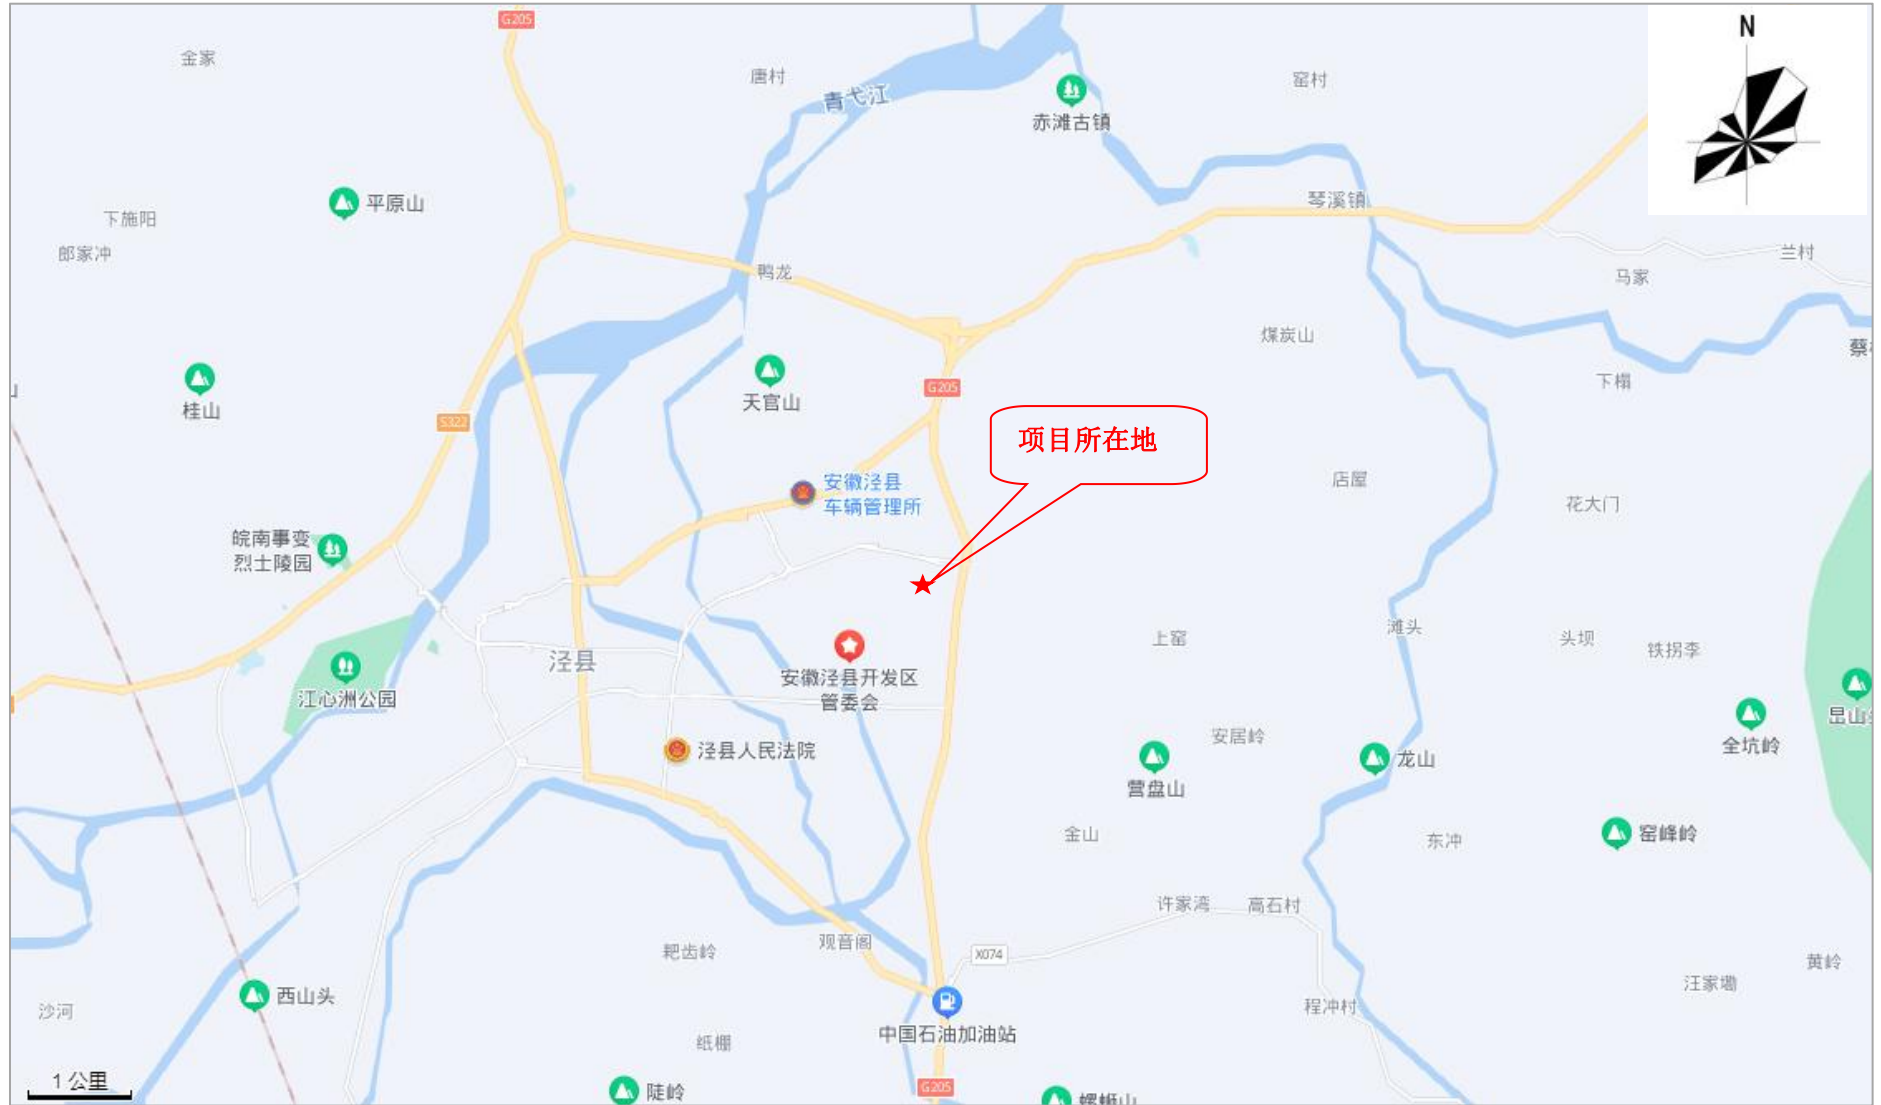 G205
N
金家
唐村
窑村
青弋江
赤滩古镇
平原山
下施阳
琴溪镇
郎家冲
兰村
鸭龙
马家
煤炭山
蔡
下榻
桂山
天官山
G205
S322
项目所在地
安徽泾县
车辆管理所
店屋
花大门
皖南事变
烈士陵园
滩头
上窑
头坝
铁拐李
泾县
安徽泾县开发区
管委会
江心洲公园
昆山
安居岭
全坑岭
泾县人民法院
龙山
营盘山
金山
东冲
窑峰岭
许家湾
高石村
观音阁
耙齿岭
X074
黄岭
汪家墈
西山头
沙河
程冲村
中国石油加油站
纸棚
1 公里
陡岭
G205